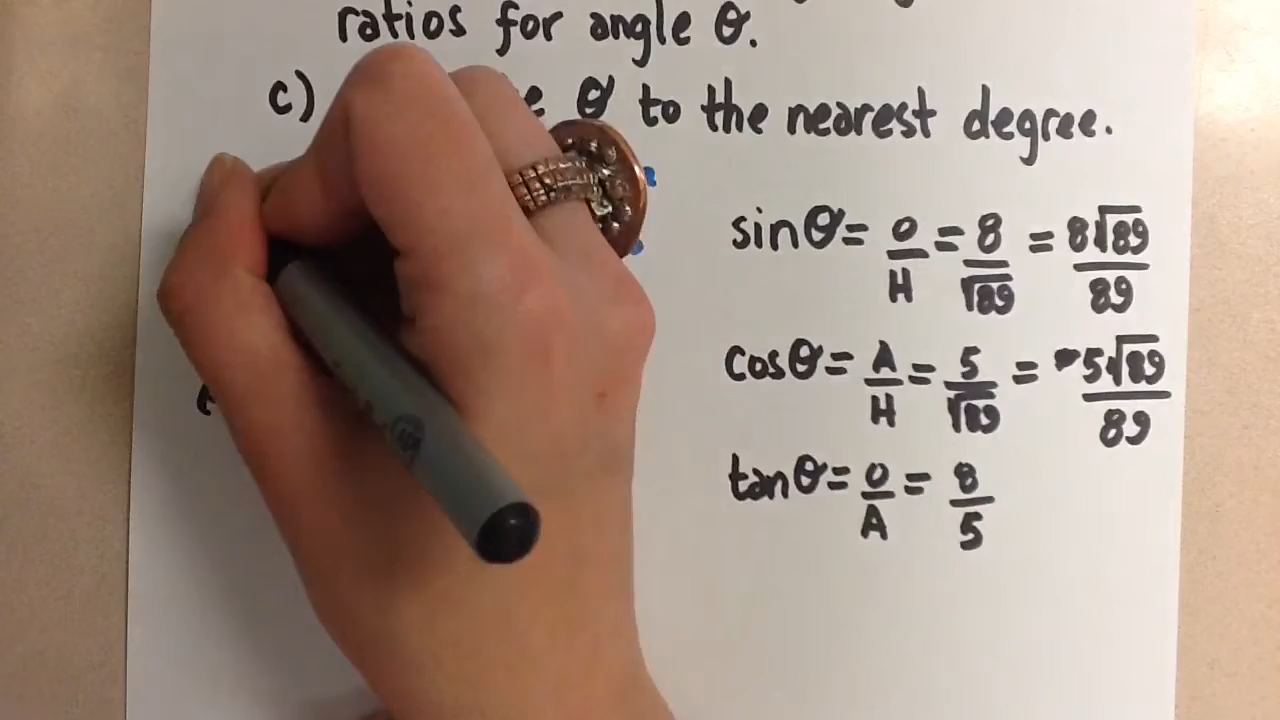 ratios for angle θ.
c) θ to the nearest degree.
sinθ = O/H = 8/√89 = 8√89/89
cosθ = A/H = 5/√89 = 5√89/89
tanθ = O/A = 8/5